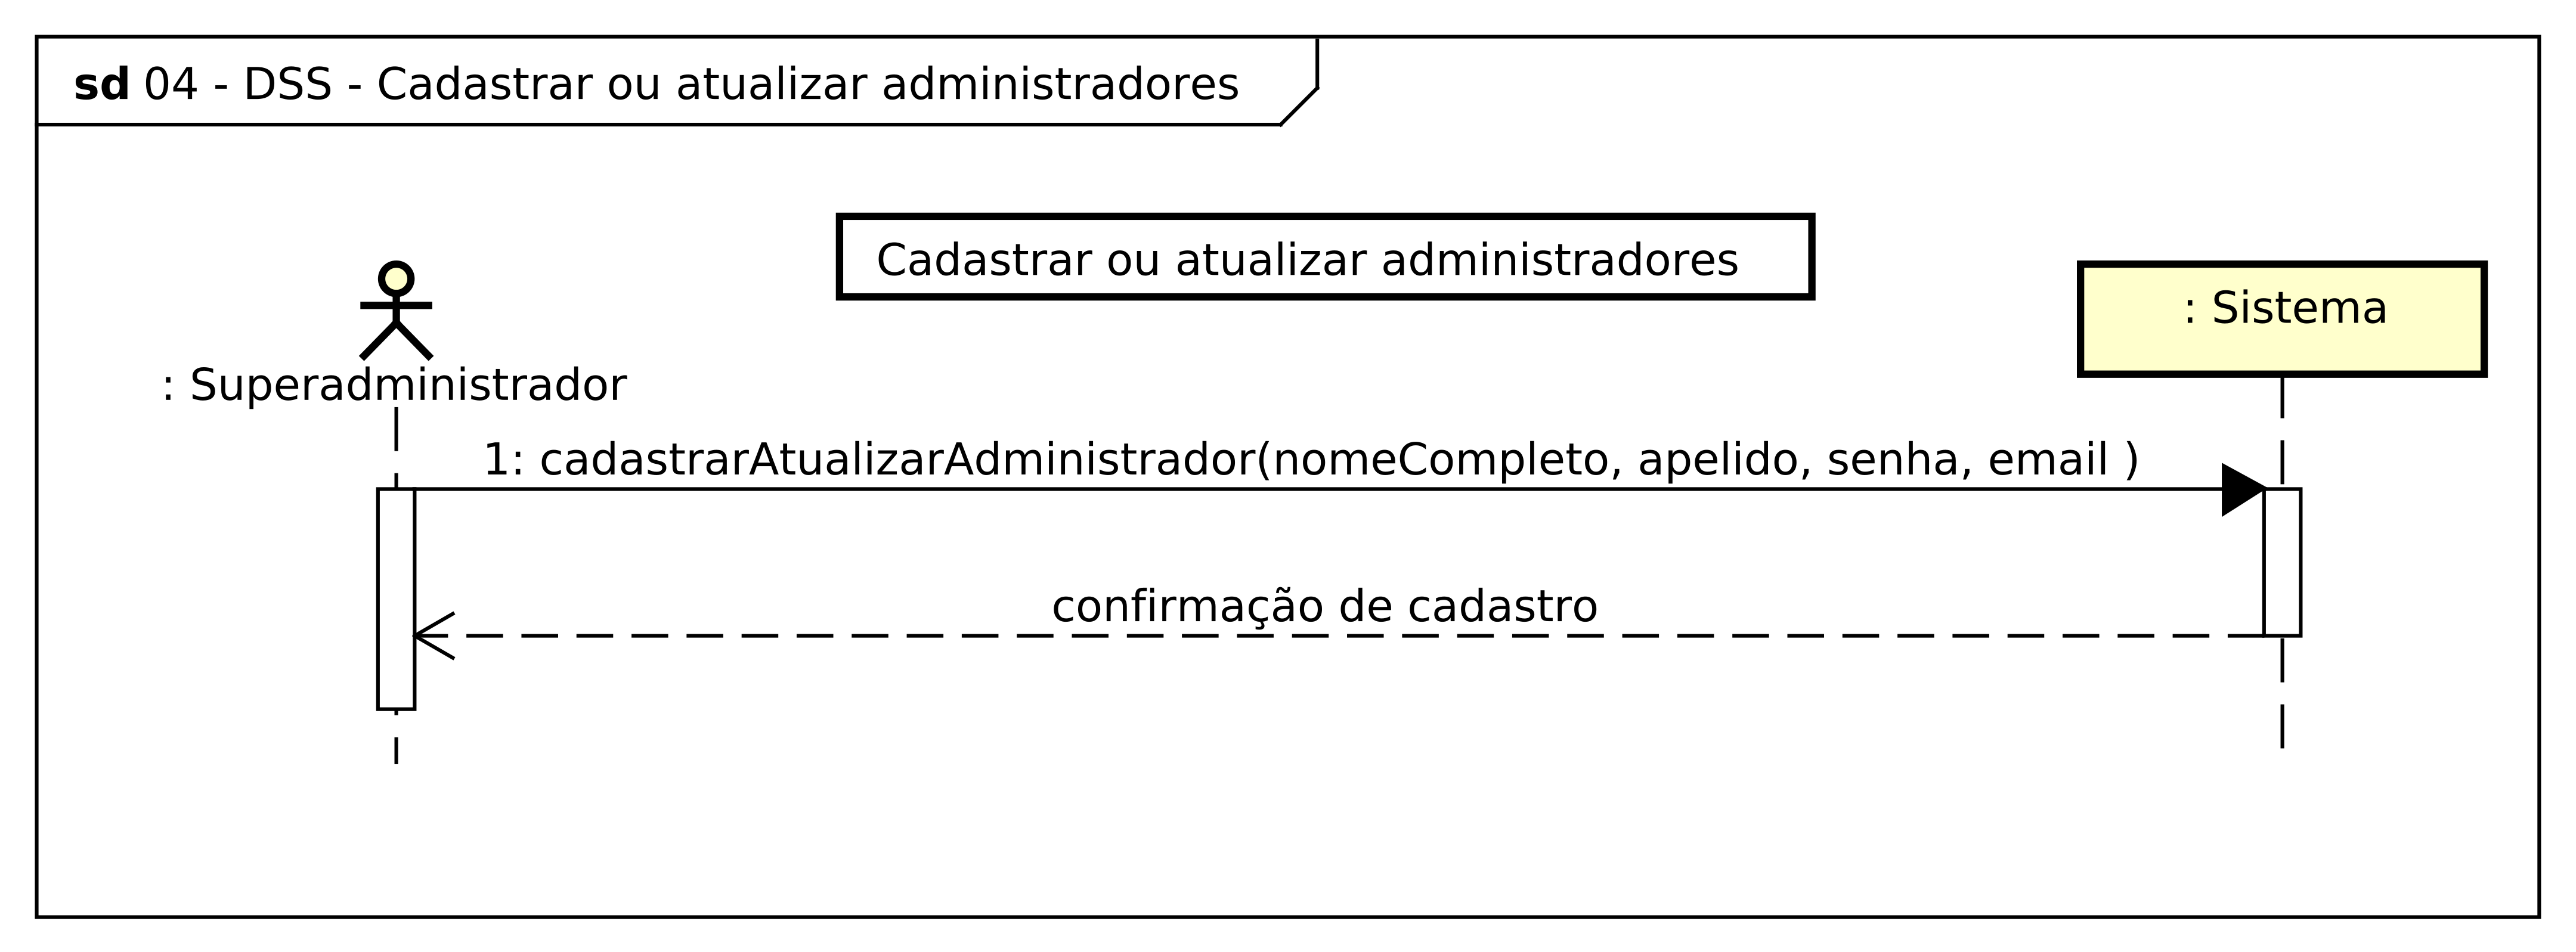 sd 04 - DSS - Cadastrar ou atualizar administradores
Cadastrar ou atualizar administradores
: Sistema
: Superadministrador
1: cadastrarAtualizarAdministrador(nomeCompleto, apelido, senha, email )
confirmação de cadastro